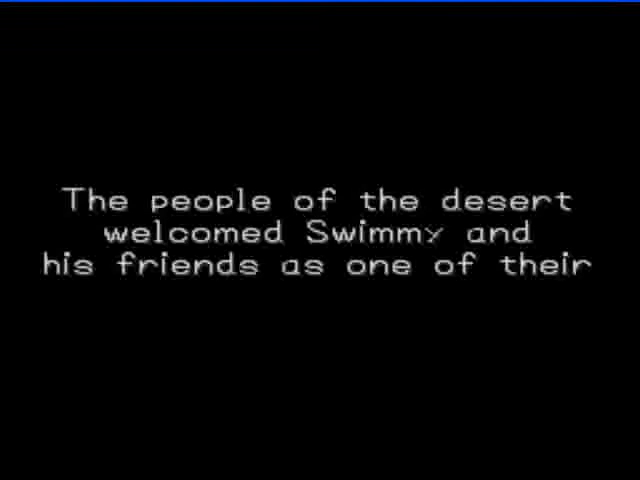 The people of the desert
welcomed Swimmy and
his friends as one of their